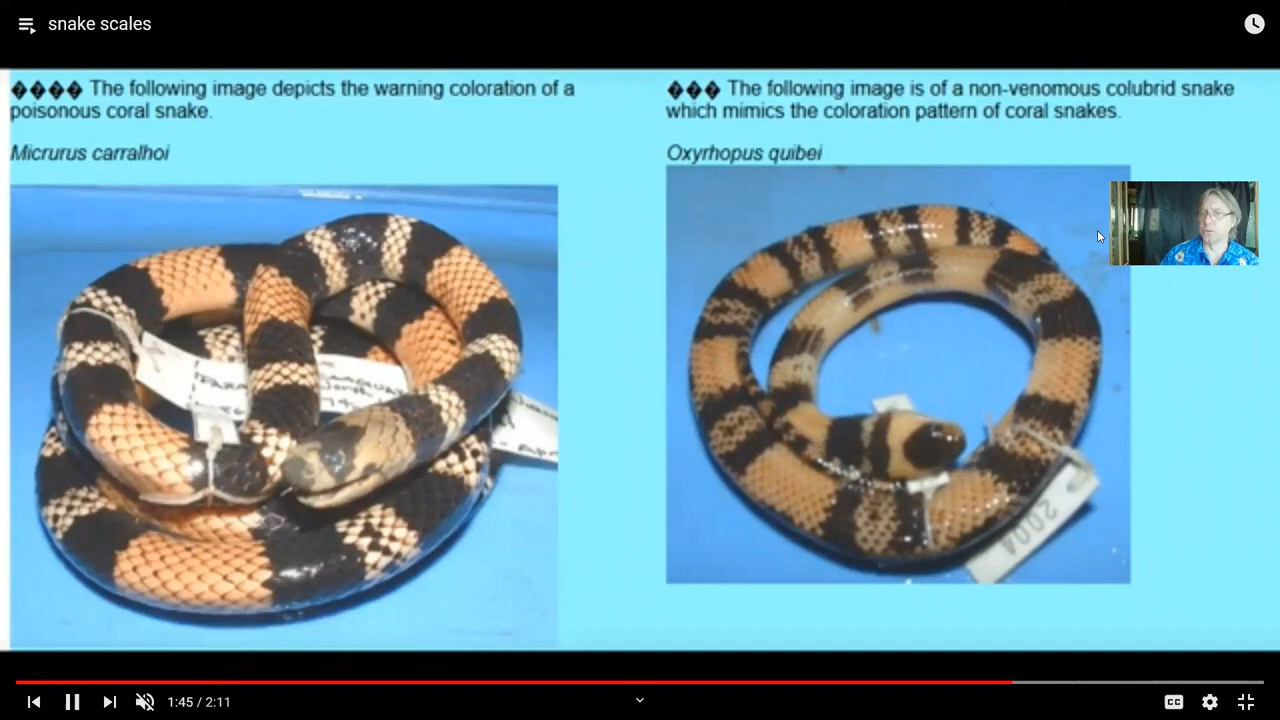 snake scales
���� The following image depicts the warning coloration of a
poisonous coral snake.
Micrurus carralhoi
��� The following image is of a non-venomous colubrid snake
which mimics the coloration pattern of coral snakes.
Oxyrhopus quibei
2004
1:45 / 2:11
CC